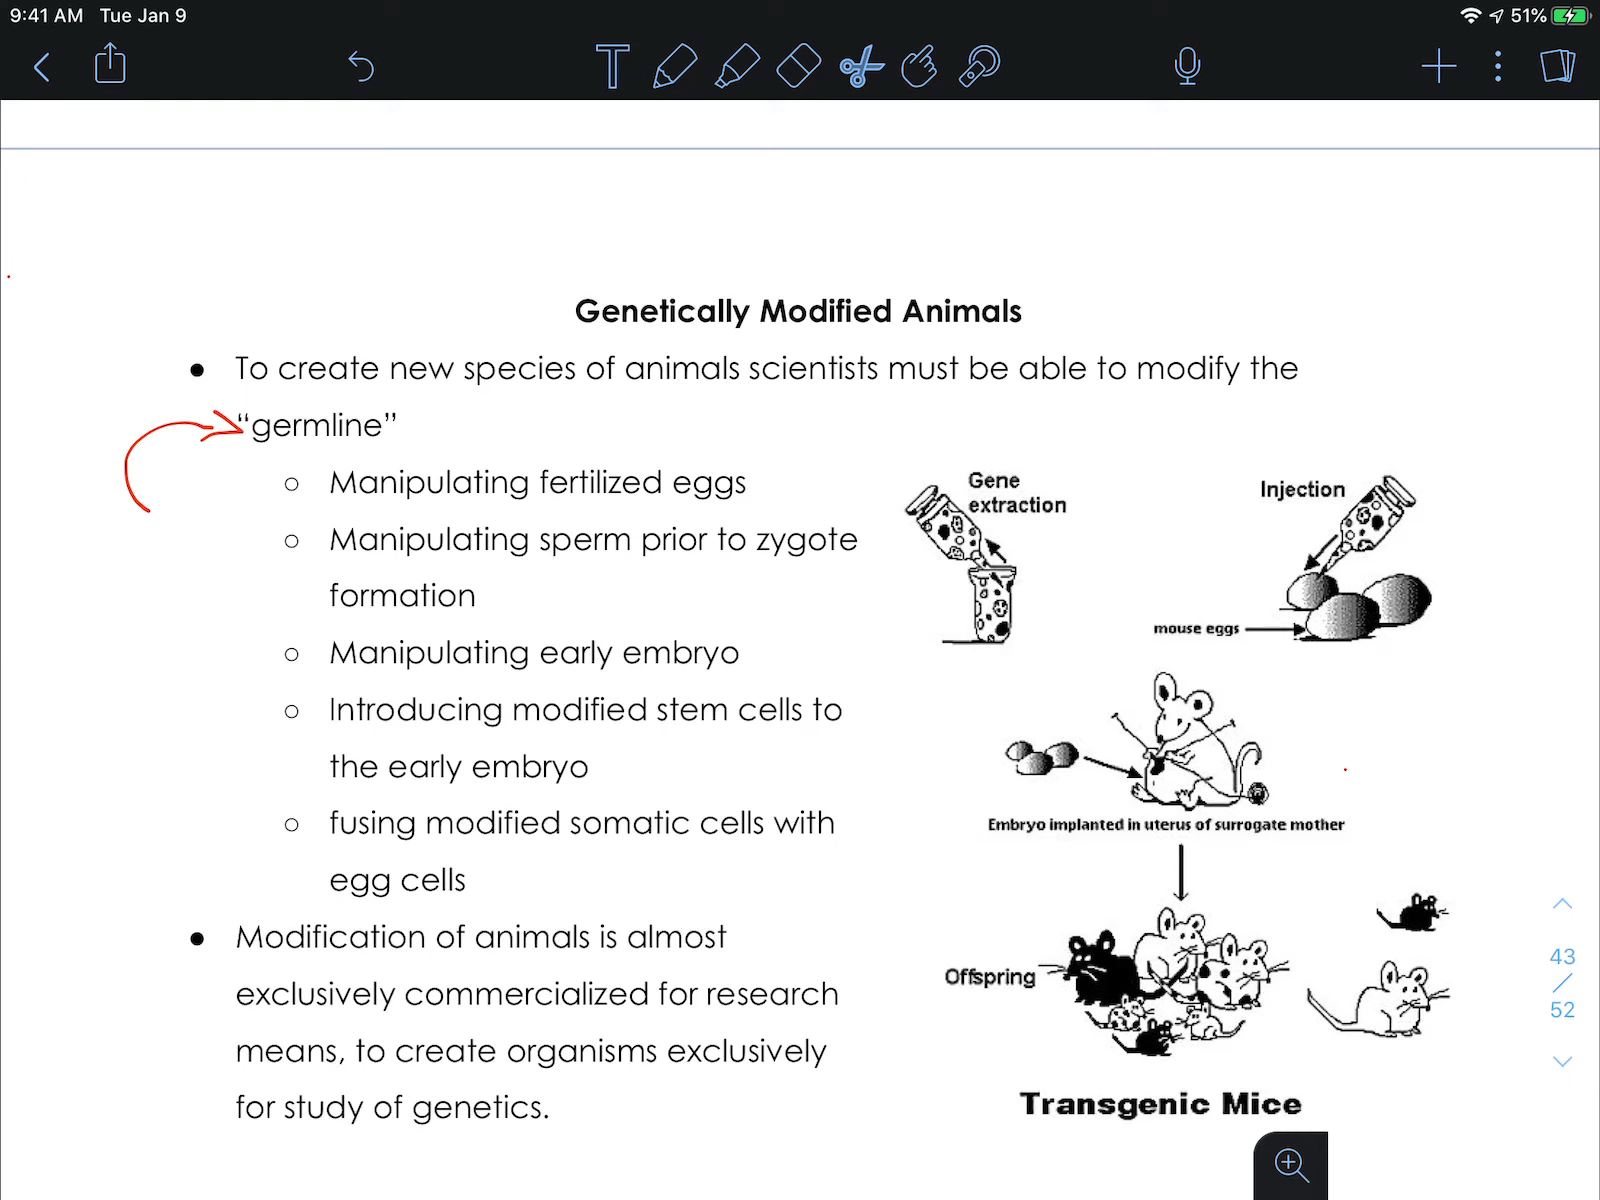 9:41 AM Tue Jan 9
51%
Genetically Modified Animals
● To create new species of animals scientists must be able to modify the
“germline”
○ Manipulating fertilized eggs
○ Manipulating sperm prior to zygote
formation
○ Manipulating early embryo
○ Introducing modified stem cells to
the early embryo
○ fusing modified somatic cells with
egg cells
● Modification of animals is almost
exclusively commercialized for research
means, to create organisms exclusively
for study of genetics.
Gene
extraction
Injection
mouse eggs
Embryo implanted in uterus of surrogate mother
Offspring
Transgenic Mice
43
/
52